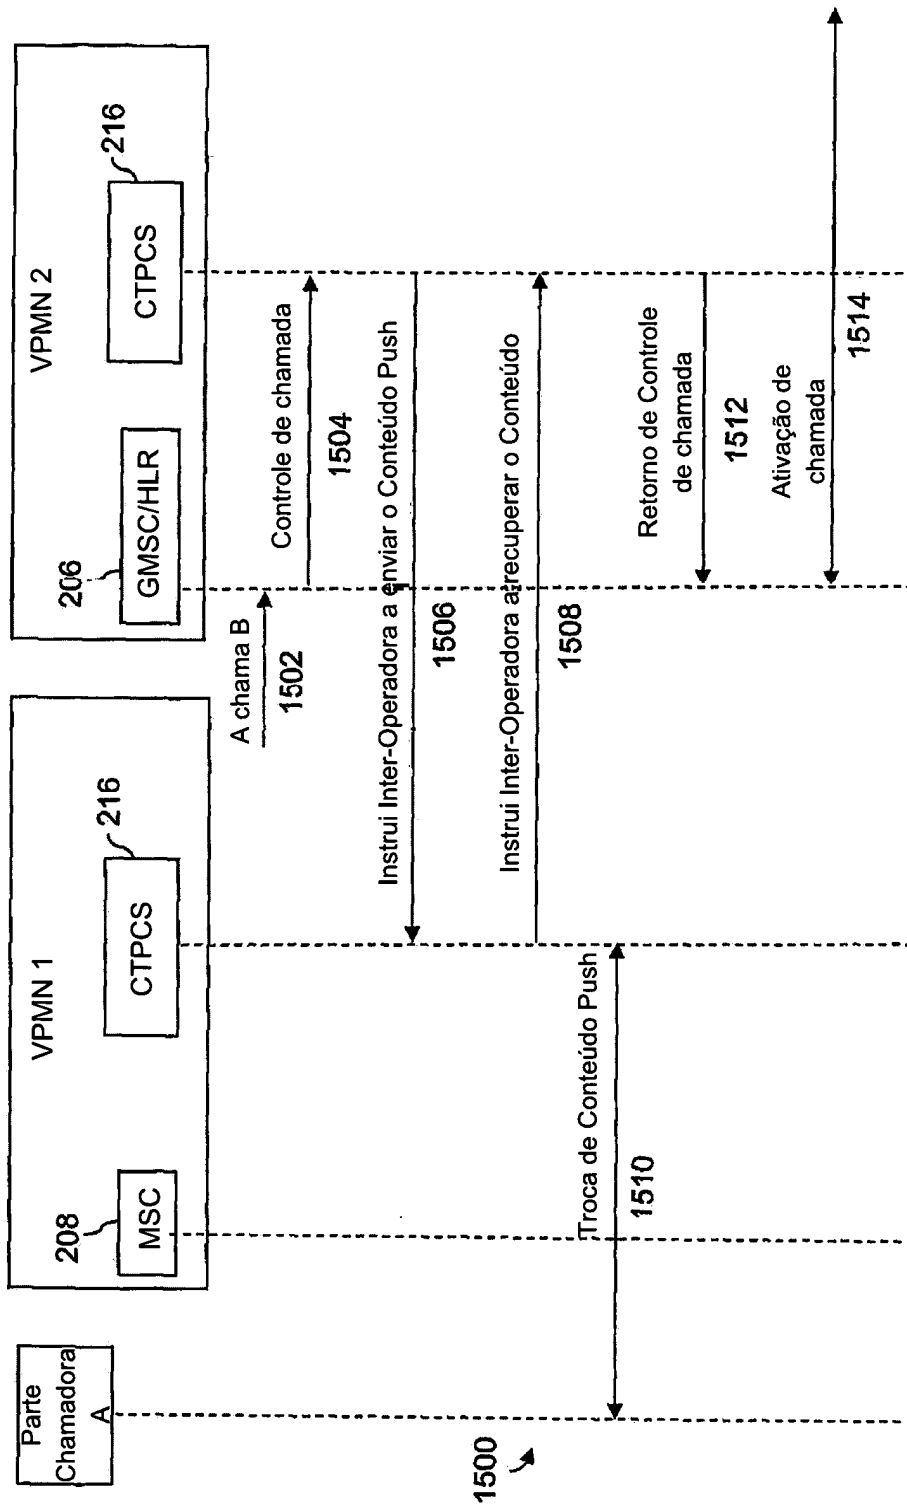 Parte
Chamadora
A
VPMN 1
208
MSC
CTPCS
216
VPMN 2
206
GMSC/HLR
CTPCS
216
A chama B
1502
Controle de chamada
1504
Instrui Inter-Operadora a enviar o Conteúdo Push
1506
Instrui Inter-Operadora a recuperar o Conteúdo
1508
Troca de Conteúdo Push
1510
Retorno de Controle
de chamada
1512
Ativação de
chamada
1514
1500